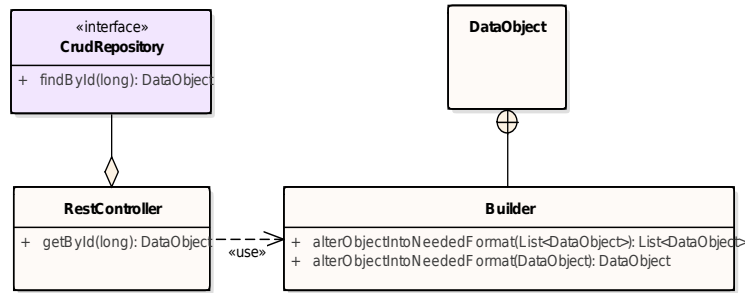 «interface»
CrudRepository
+ findById(long): DataObject
DataObject
RestController
+ getById(long): DataObject
«use»
Builder
+ alterObjectIntoNeededFormat(List<DataObject>): List<DataObject>
+ alterObjectIntoNeededFormat(DataObject): DataObject